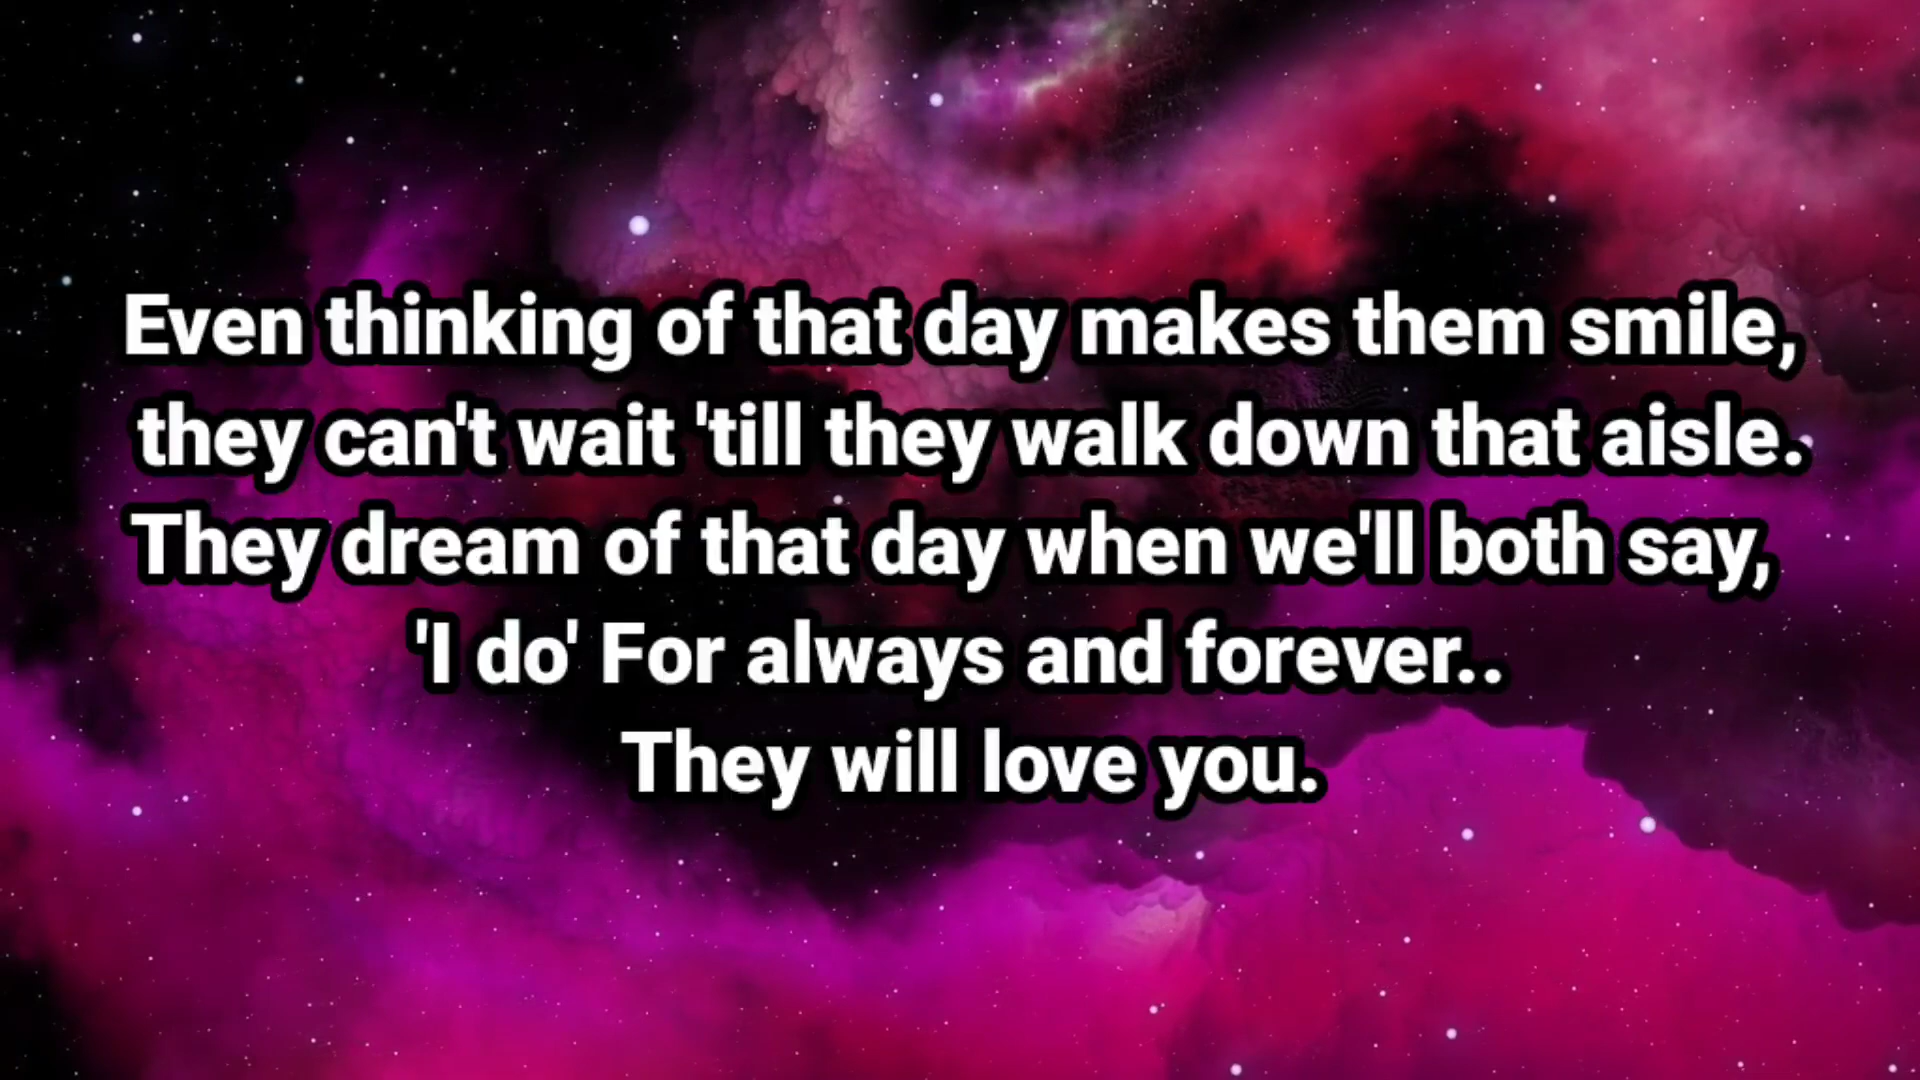 Even thinking of that day makes them smile,
they can't wait 'till they walk down that aisle.
They dream of that day when we'll both say,
'I do' For always and forever..
They will love you.